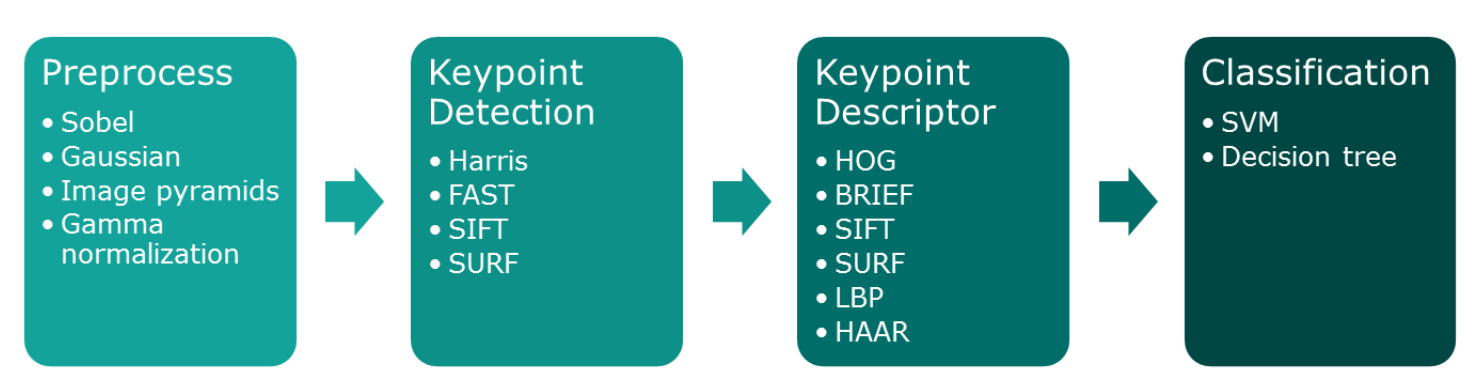 Preprocess
• Sobel
• Gaussian
• Image pyramids
• Gamma
normalization
Keypoint
Detection
• Harris
• FAST
• SIFT
• SURF
Keypoint
Descriptor
• HOG
• BRIEF
• SIFT
• SURF
• LBP
• HAAR
Classification
• SVM
• Decision tree